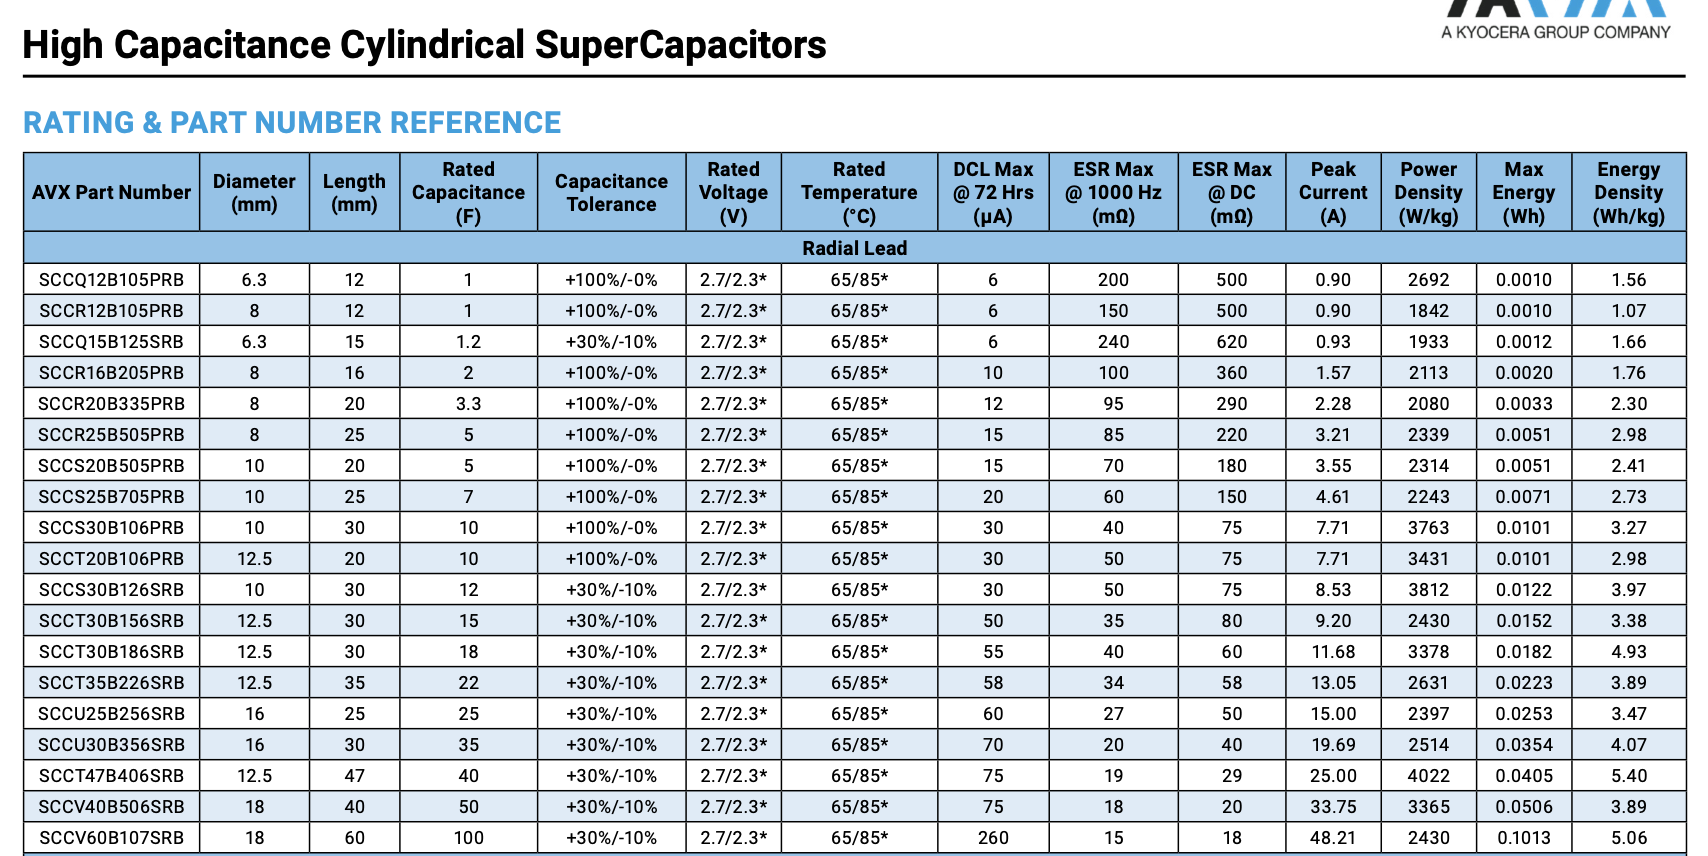 A KYOCERA GROUP COMPANY
High Capacitance Cylindrical SuperCapacitors
RATING & PART NUMBER REFERENCE
AVX Part Number Diameter (mm) Length (mm) Rated Capacitance (F) Capacitance Tolerance Rated Voltage (V) Rated Temperature (°C) DCL Max @ 72 Hrs (µA) ESR Max @ 1000 Hz (mΩ) ESR Max @ DC (mΩ) Peak Current (A) Power Density (W/kg) Max Energy (Wh) Energy Density (Wh/kg)
Radial Lead
SCCQ12B105PRB 6.3 12 1 +100%/-0% 2.7/2.3* 65/85* 6 200 500 0.90 2692 0.0010 1.56
SCCR12B105PRB 8 12 1 +100%/-0% 2.7/2.3* 65/85* 6 150 500 0.90 1842 0.0010 1.07
SCCQ15B125SRB 6.3 15 1.2 +30%/-10% 2.7/2.3* 65/85* 6 240 620 0.93 1933 0.0012 1.66
SCCR16B205PRB 8 16 2 +100%/-0% 2.7/2.3* 65/85* 10 100 360 1.57 2113 0.0020 1.76
SCCR20B335PRB 8 20 3.3 +100%/-0% 2.7/2.3* 65/85* 12 95 290 2.28 2080 0.0033 2.30
SCCR25B505PRB 8 25 5 +100%/-0% 2.7/2.3* 65/85* 15 85 220 3.21 2339 0.0051 2.98
SCCS20B505PRB 10 20 5 +100%/-0% 2.7/2.3* 65/85* 15 70 180 3.55 2314 0.0051 2.41
SCCS25B705PRB 10 25 7 +100%/-0% 2.7/2.3* 65/85* 20 60 150 4.61 2243 0.0071 2.73
SCCS30B106PRB 10 30 10 +100%/-0% 2.7/2.3* 65/85* 30 40 75 7.71 3763 0.0101 3.27
SCCT20B106PRB 12.5 20 10 +100%/-0% 2.7/2.3* 65/85* 30 50 75 7.71 3431 0.0101 2.98
SCCS30B126SRB 10 30 12 +30%/-10% 2.7/2.3* 65/85* 30 50 75 8.53 3812 0.0122 3.97
SCCT30B156SRB 12.5 30 15 +30%/-10% 2.7/2.3* 65/85* 50 35 80 9.20 2430 0.0152 3.38
SCCT30B186SRB 12.5 30 18 +30%/-10% 2.7/2.3* 65/85* 55 40 60 11.68 3378 0.0182 4.93
SCCT35B226SRB 12.5 35 22 +30%/-10% 2.7/2.3* 65/85* 58 34 58 13.05 2631 0.0223 3.89
SCCU25B256SRB 16 25 25 +30%/-10% 2.7/2.3* 65/85* 60 27 50 15.00 2397 0.0253 3.47
SCCU30B356SRB 16 30 35 +30%/-10% 2.7/2.3* 65/85* 70 20 40 19.69 2514 0.0354 4.07
SCCT47B406SRB 12.5 47 40 +30%/-10% 2.7/2.3* 65/85* 75 19 29 25.00 4022 0.0405 5.40
SCCV40B506SRB 18 40 50 +30%/-10% 2.7/2.3* 65/85* 75 18 20 33.75 3365 0.0506 3.89
SCCV60B107SRB 18 60 100 +30%/-10% 2.7/2.3* 65/85* 260 15 18 48.21 2430 0.1013 5.06